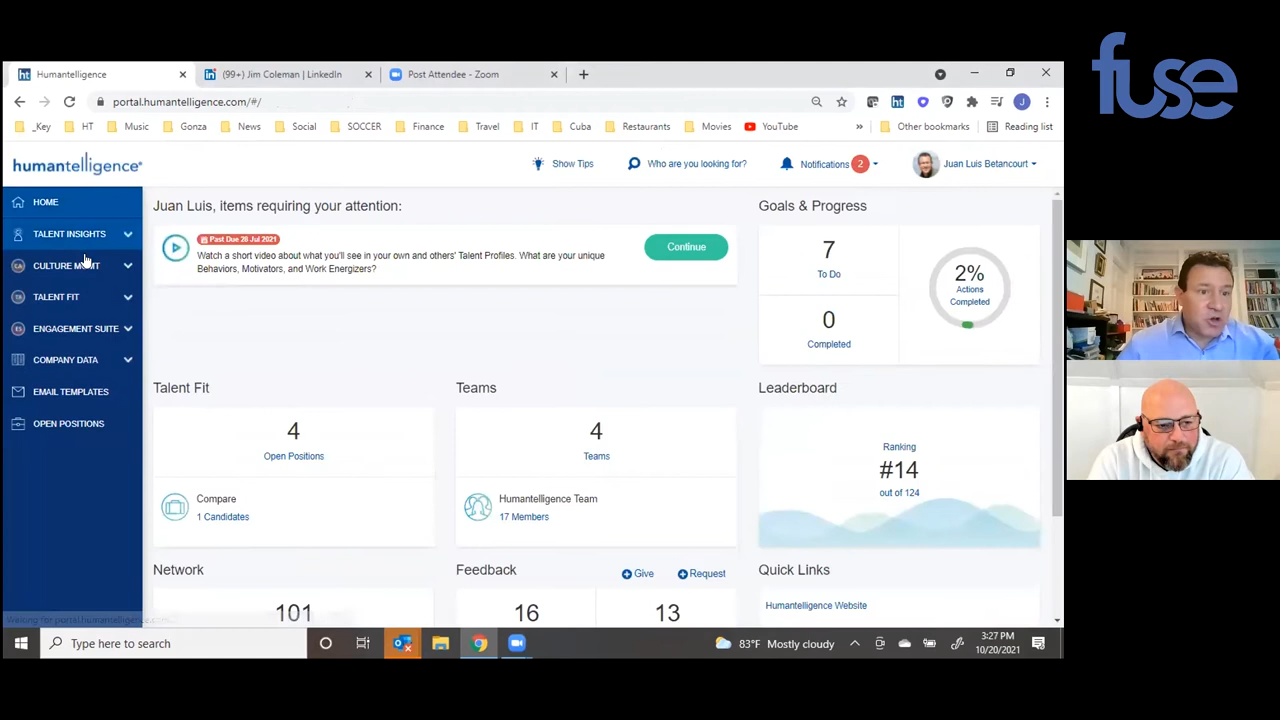 fuse
Humantelligence
(99+) Jim Coleman | LinkedIn
Post Attendee - Zoom
portal.humantelligence.com/#/
_Key
HT
Music
Gonza
News
Social
SOCCER
Finance
Travel
IT
Cuba
Restaurants
Movies
YouTube
»
Other bookmarks
Reading list
humantelligence
Show Tips
Who are you looking for?
Notifications 2
Juan Luis Betancourt
HOME
TALENT INSIGHTS
CULTURE MGMT
TALENT FIT
ENGAGEMENT SUITE
COMPANY DATA
EMAIL TEMPLATES
OPEN POSITIONS
Juan Luis, items requiring your attention:
Past Due 28 Jul 2021
Watch a short video about what you'll see in your own and others' Talent Profiles. What are your unique
Behaviors, Motivators, and Work Energizers?
Continue
Goals & Progress
7
To Do
0
Completed
2%
Actions
Completed
Talent Fit
4
Open Positions
Compare
1 Candidates
Teams
4
Teams
Humantelligence Team
17 Members
Leaderboard
Ranking
#14
out of 124
Network
101
Feedback
Give
Request
16
13
Quick Links
Humantelligence Website
Waiting for portal.humantelligence.com...
Type here to search
83°F Mostly cloudy
3:27 PM
10/20/2021